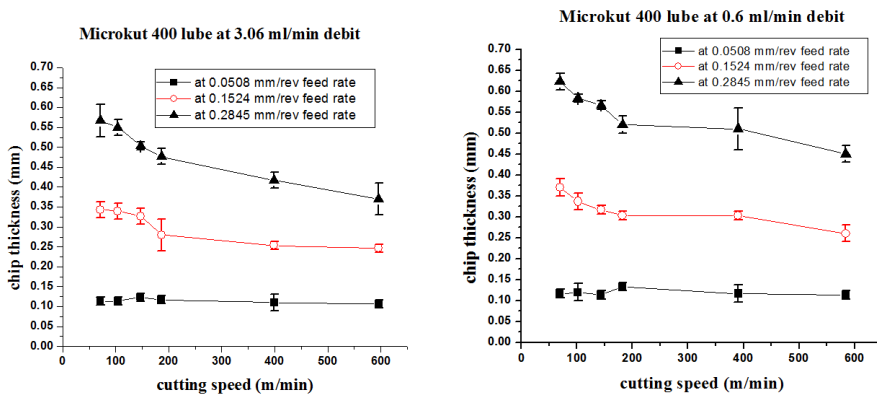 Microkut 400 lube at 3.06 ml/min debit
at 0.0508 mm/rev feed rate
at 0.1524 mm/rev feed rate
at 0.2845 mm/rev feed rate
chip thickness (mm)
0.70
0.65
0.60
0.55
0.50
0.45
0.40
0.35
0.30
0.25
0.20
0.15
0.10
0.05
0.00
0 100 200 300 400 500 600
cutting speed (m/min)
Microkut 400 lube at 0.6 ml/min debit
at 0.0508 mm/rev feed rate
at 0.1524 mm/rev feed rate
at 0.2845 mm/rev feed rate
chip thickness (mm)
0.70
0.65
0.60
0.55
0.50
0.45
0.40
0.35
0.30
0.25
0.20
0.15
0.10
0.05
0.00
0 100 200 300 400 500 600
cutting speed (m/min)